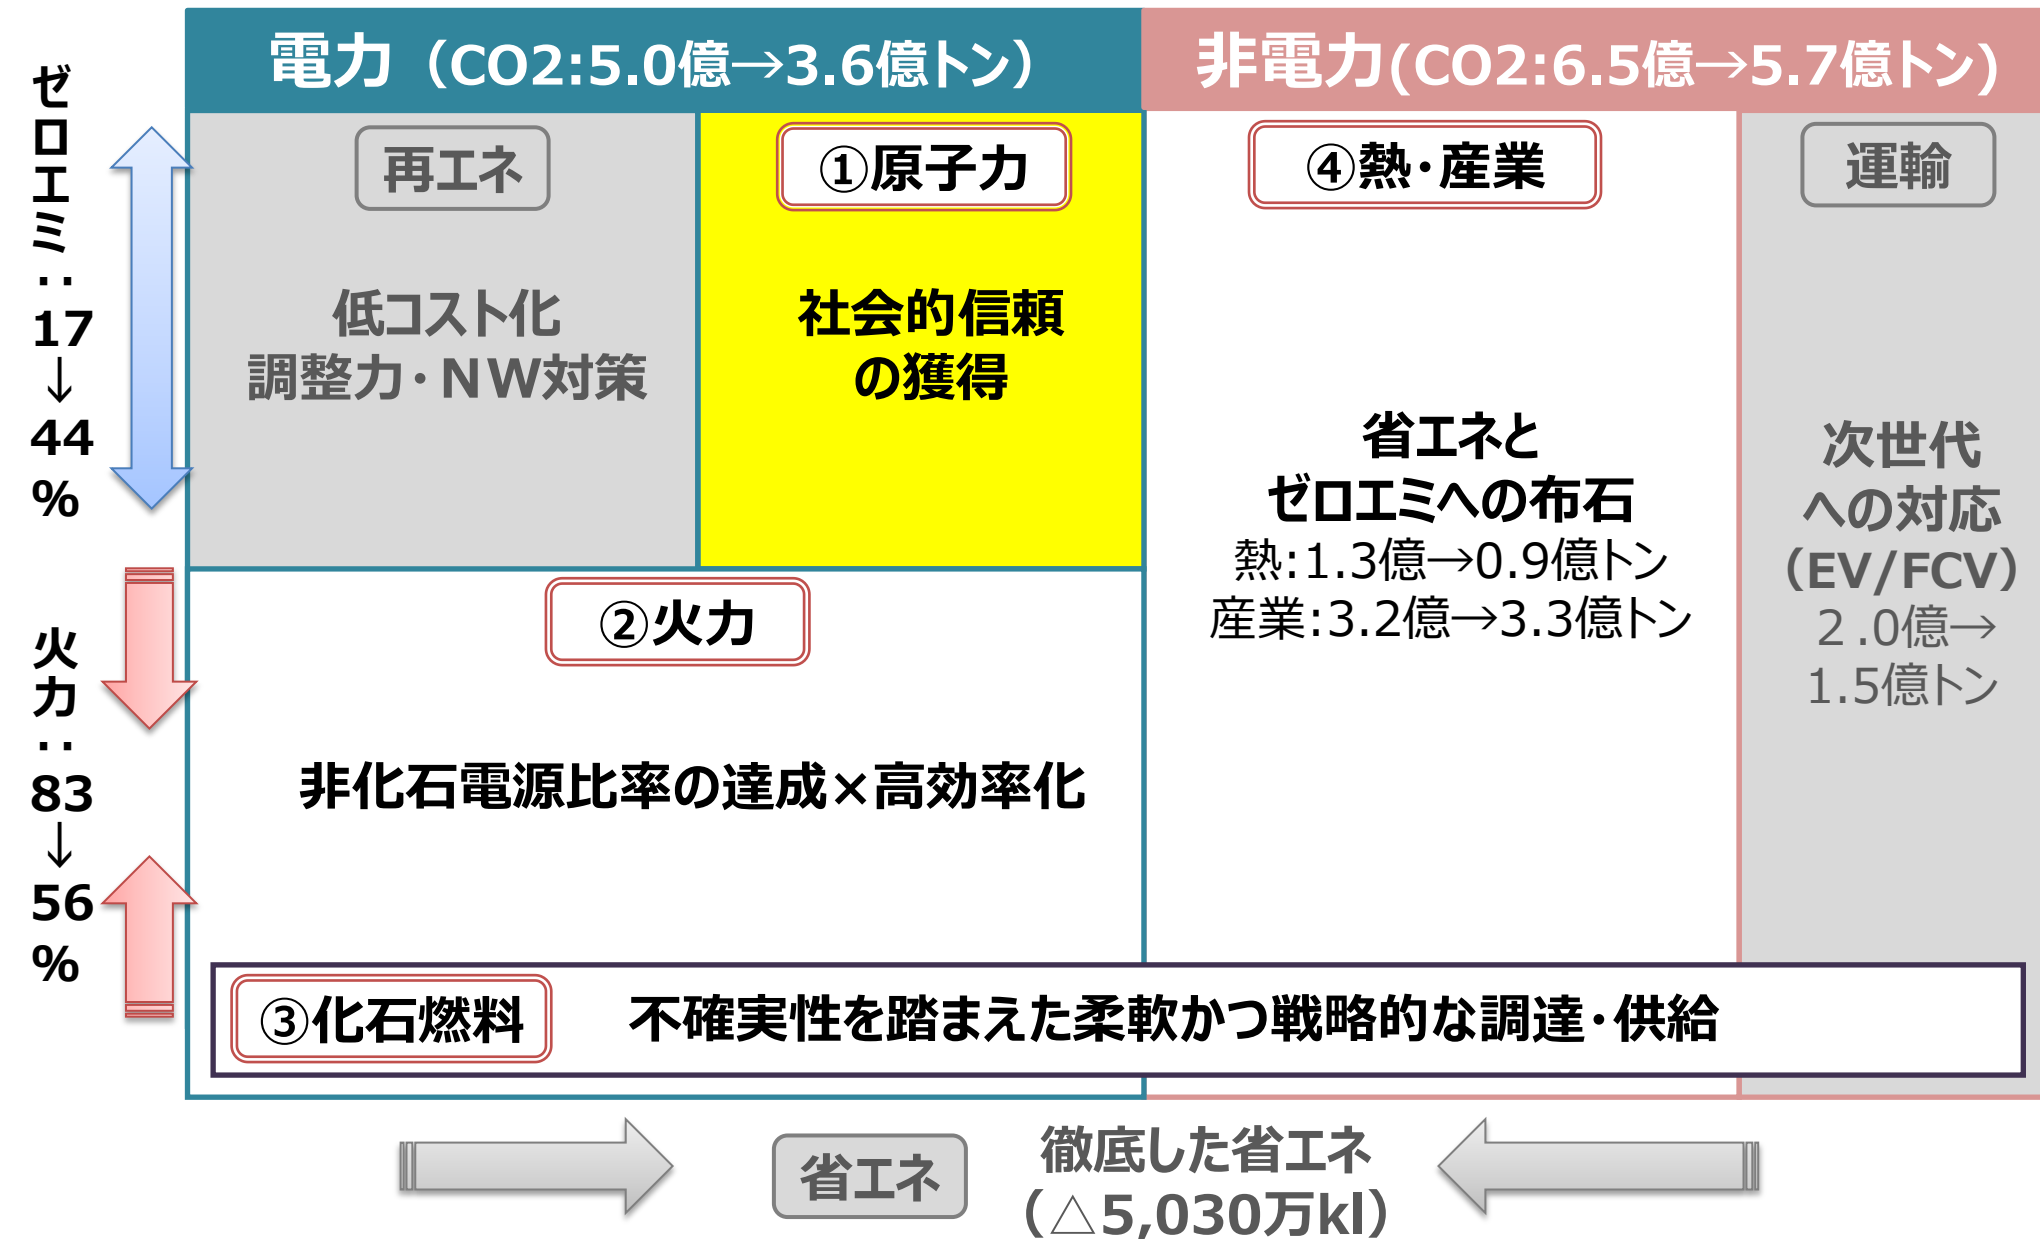 電力（CO2:5.0億→3.6億トン）
非電力(CO2:6.5億→5.7億トン)
ゼロエミ：17→44%
火力：83→56%
再エネ
低コスト化
調整力・NW対策
①原子力
社会的信頼
の獲得
④熱・産業
省エネと
ゼロエミへの布石
熱:1.3億→0.9億トン
産業:3.2億→3.3億トン
運輸
次世代
への対応
（EV/FCV）
２.0億→
1.5億トン
②火力
非化石電源比率の達成×高効率化
③化石燃料
不確実性を踏まえた柔軟かつ戦略的な調達・供給
省エネ
徹底した省エネ
（△5,030万kl）